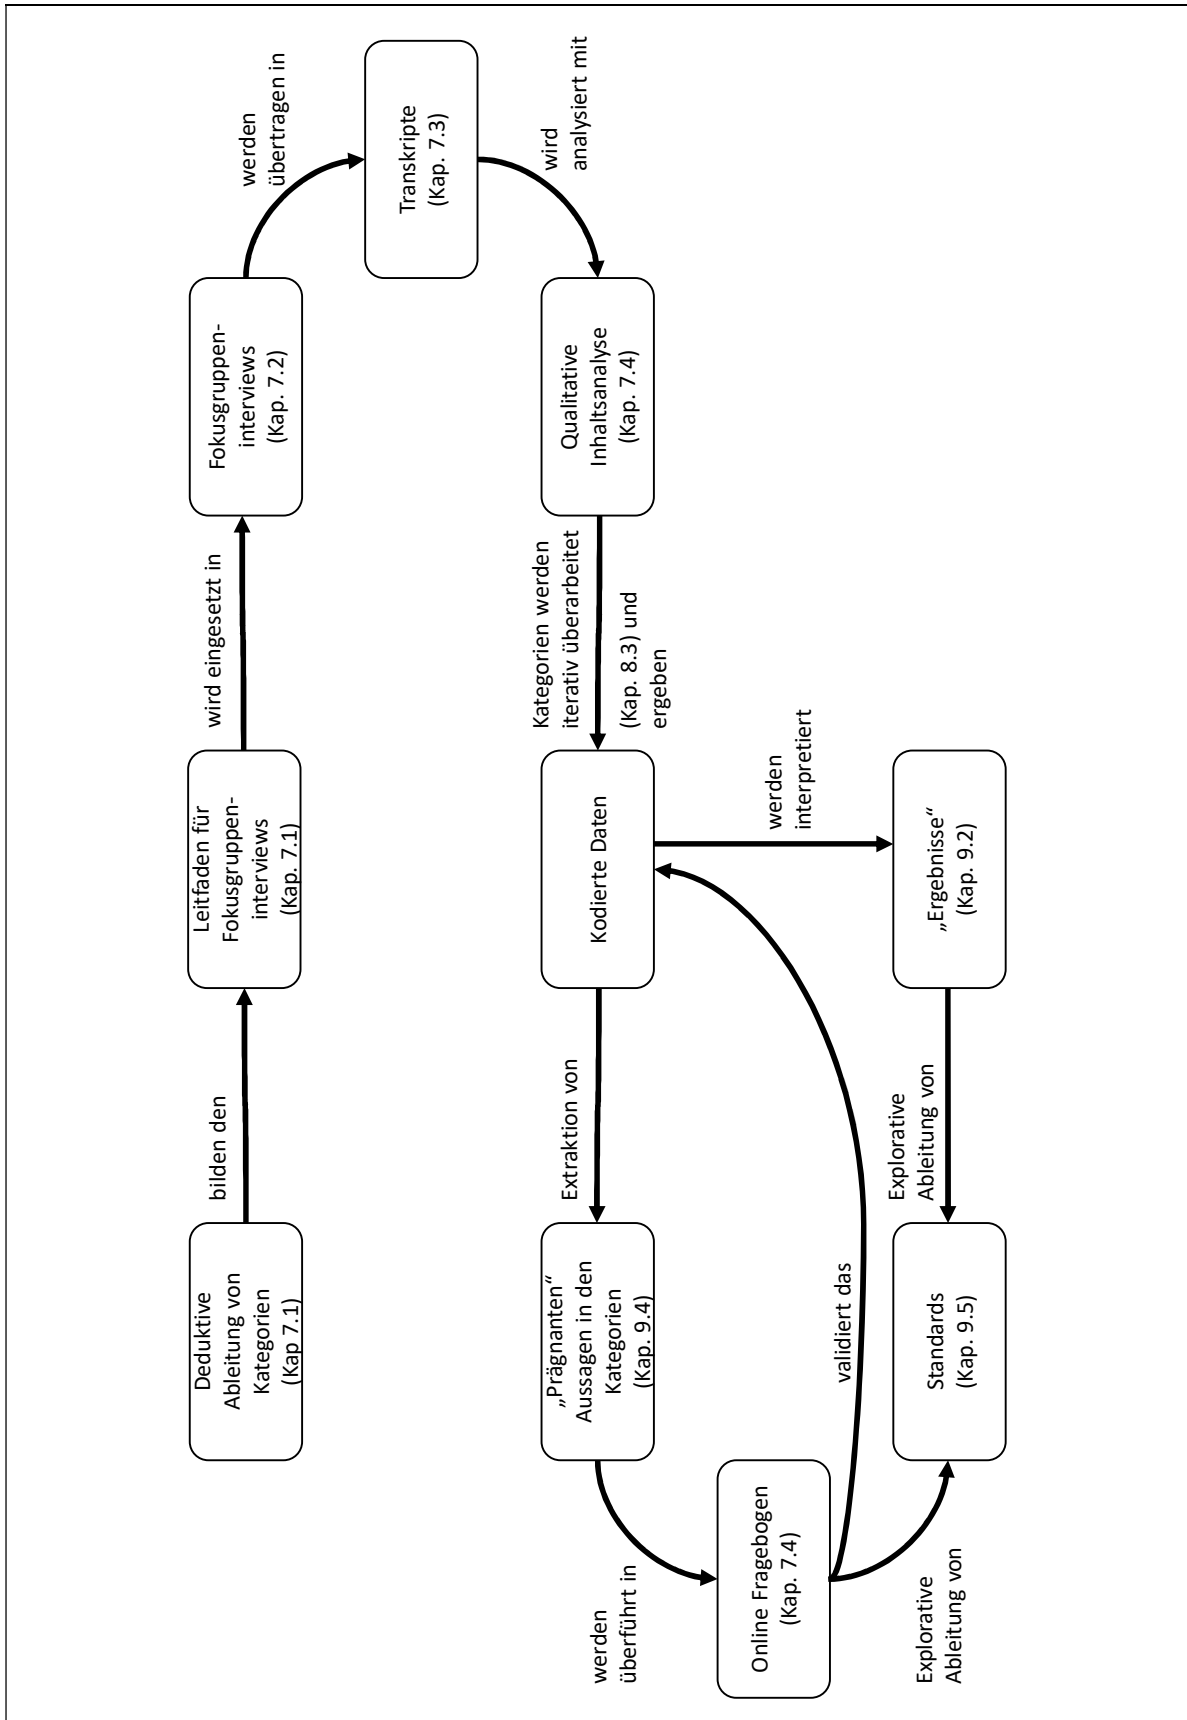 Deduktive
Ableitung von
Kategorien
(Kap 7.1)
bilden den
Leitfaden für
Fokusgruppen-
interviews
(Kap. 7.1)
wird eingesetzt in
Fokusgruppen-
interviews
(Kap. 7.2)
werden
übertragen in
Transkripte
(Kap. 7.3)
wird
analysiert mit
Qualitative
Inhaltsanalyse
(Kap. 7.4)
Kategorien werden
iterativ überarbeitet
(Kap. 8.3) und
ergeben
Kodierte Daten
Extraktion von
„Prägnanten“
Aussagen in den
Kategorien
(Kap. 9.4)
werden
überführt in
Online Fragebogen
(Kap. 7.4)
validiert das
werden
interpretiert
„Ergebnisse“
(Kap. 9.2)
Explorative
Ableitung von
Standards
(Kap. 9.5)
Explorative
Ableitung von